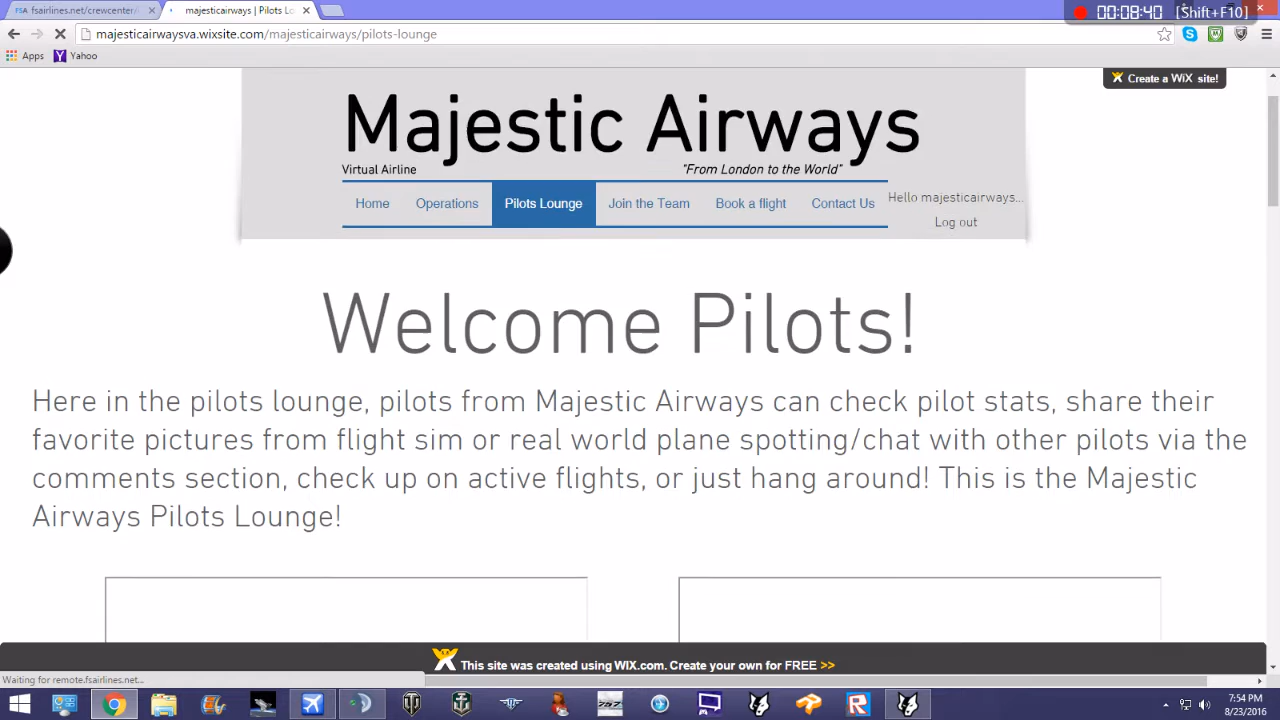 FSA fsairlines.net/crewcenter/
majesticairways | Pilots Lo
00:08:40 [Shift+F10]
majesticairwaysva.wixsite.com/majesticairways/pilots-lounge
Apps Yahoo
Create a WiX site!
Majestic Airways
Virtual Airline "From London to the World"
Home Operations Pilots Lounge Join the Team Book a flight Contact Us Hello majesticairways...
Log out
Welcome Pilots!
Here in the pilots lounge, pilots from Majestic Airways can check pilot stats, share their
favorite pictures from flight sim or real world plane spotting/chat with other pilots via the
comments section, check up on active flights, or just hang around! This is the Majestic
Airways Pilots Lounge!
This site was created using WIX.com. Create your own for FREE >>
Waiting for remote.fsairlines.net...
757
7:54 PM
8/23/2016